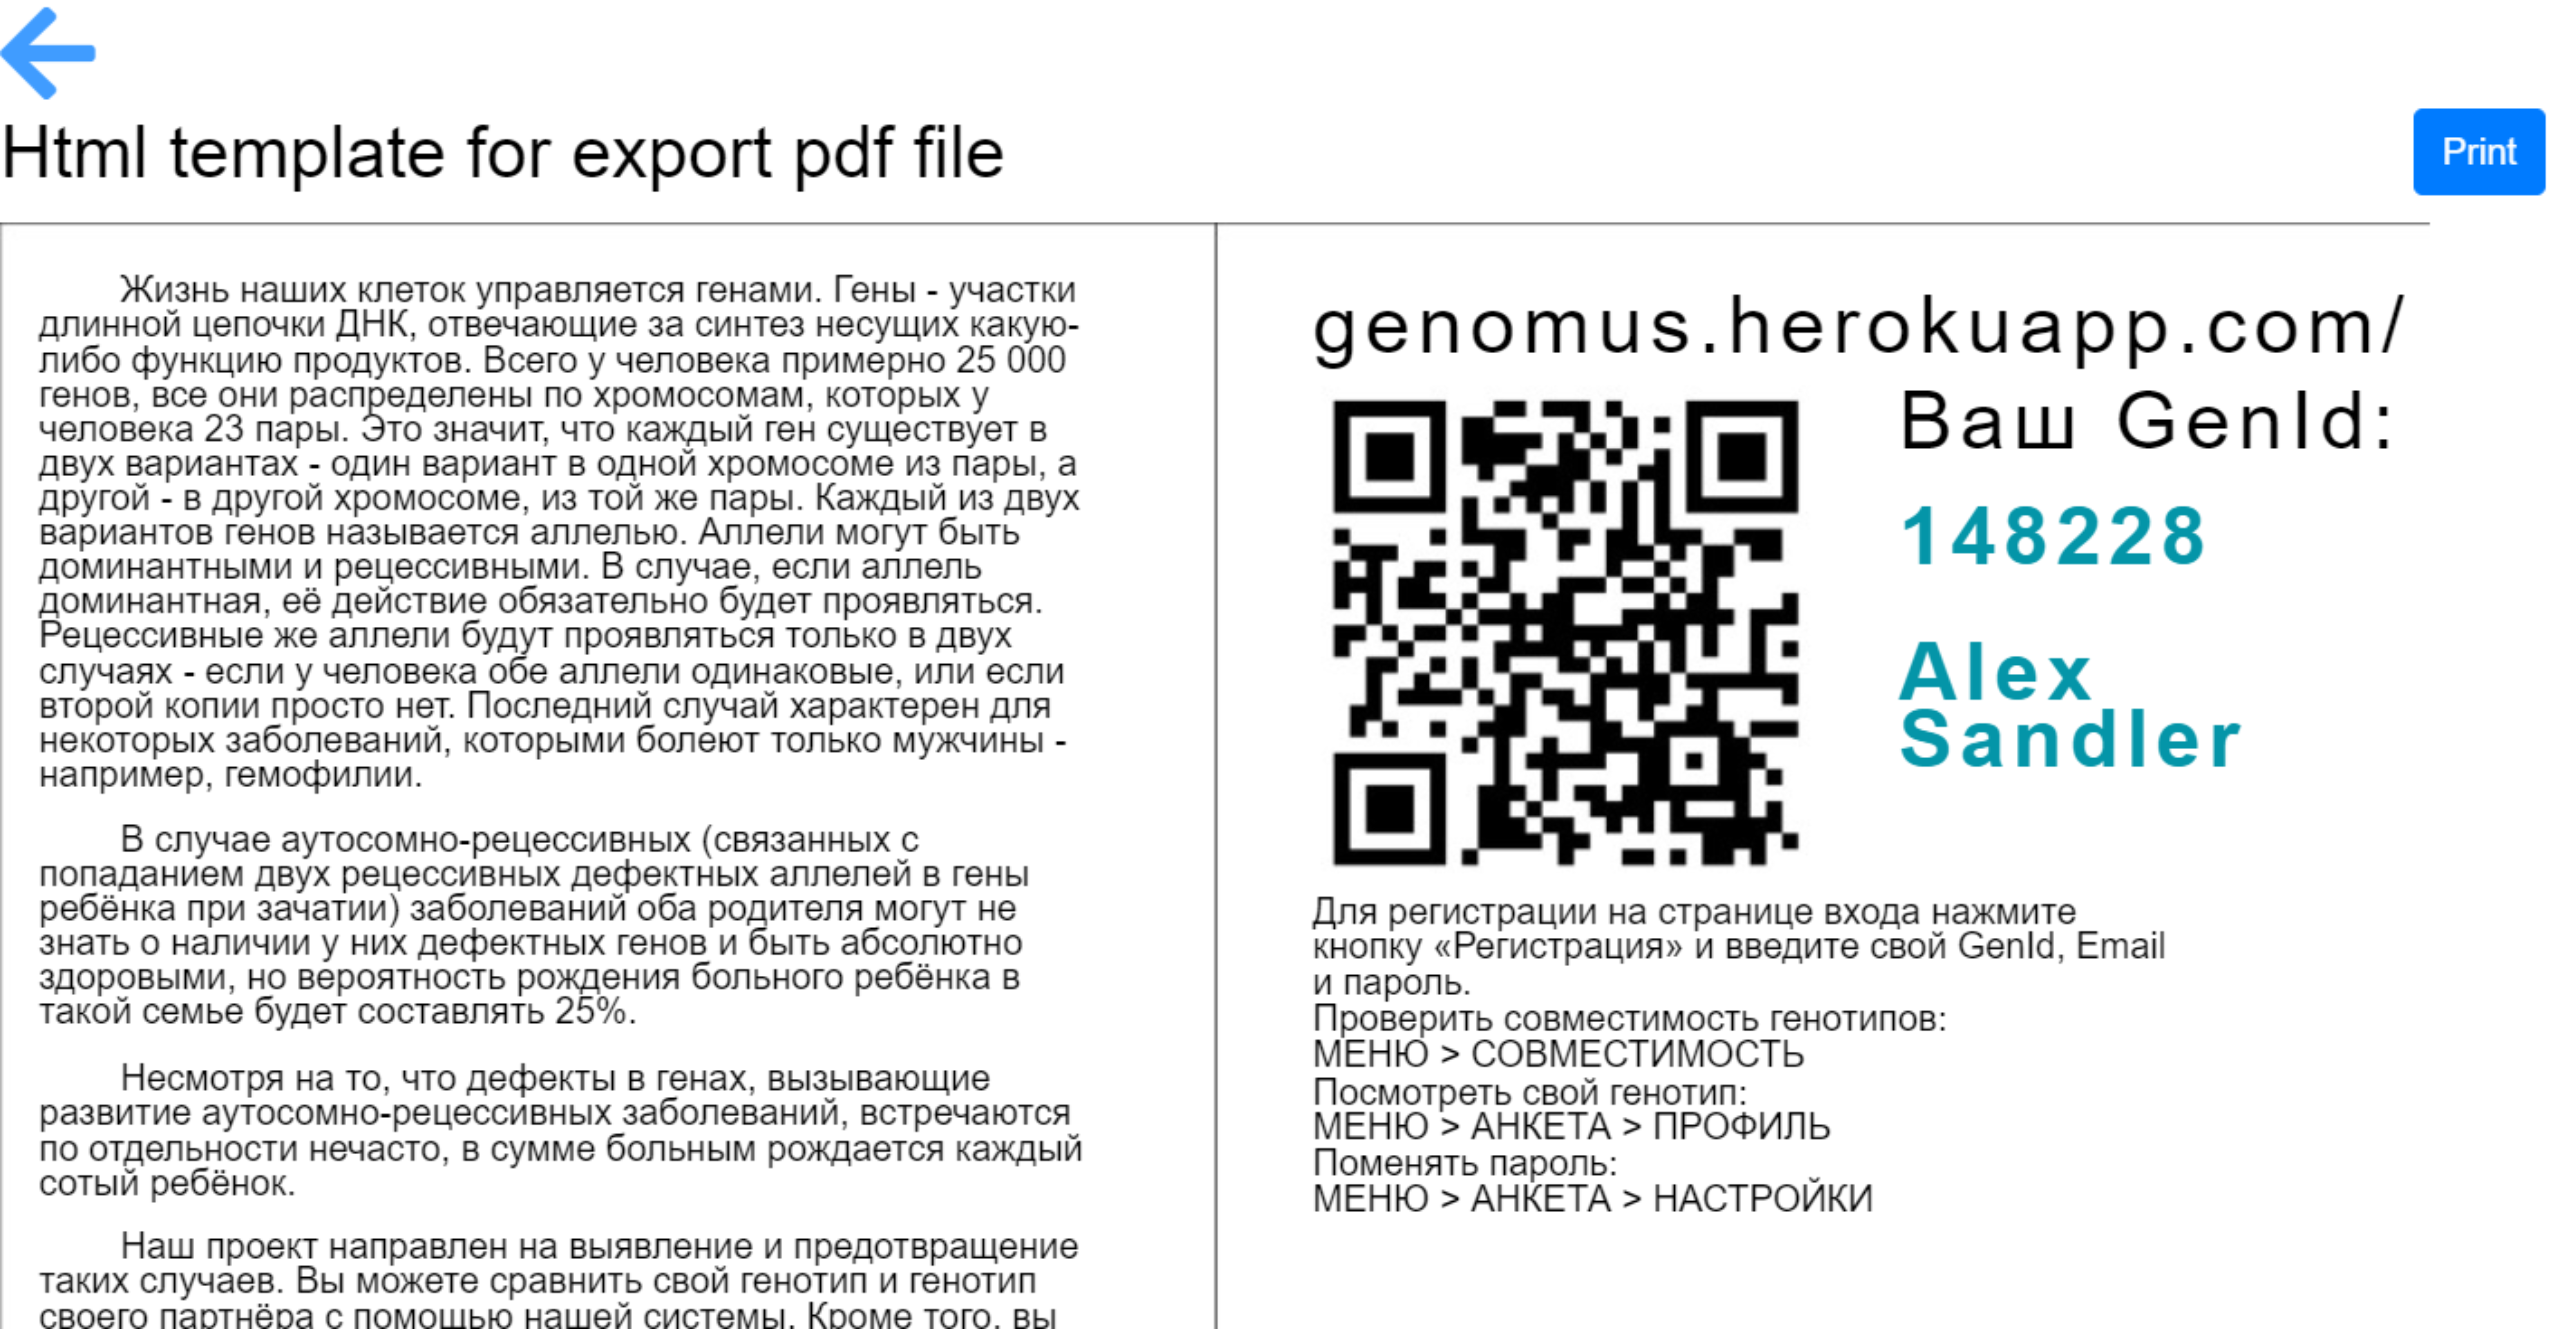 Html template for export pdf file
Print
Жизнь наших клеток управляется генами. Гены - участки
длинной цепочки ДНК, отвечающие за синтез несущих какую-
либо функцию продуктов. Всего у человека примерно 25 000
генов, все они распределены по хромосомам, которых у
человека 23 пары. Это значит, что каждый ген существует в
двух вариантах - один вариант в одной хромосоме из пары, а
другой - в другой хромосоме, из той же пары. Каждый из двух
вариантов генов называется аллелью. Аллели могут быть
доминантными и рецессивными. В случае, если аллель
доминантная, её действие обязательно будет проявляться.
Рецессивные же аллели будут проявляться только в двух
случаях - если у человека обе аллели одинаковые, или если
второй копии просто нет. Последний случай характерен для
некоторых заболеваний, которыми болеют только мужчины -
например, гемофилии.
В случае аутосомно-рецессивных (связанных с
попаданием двух рецессивных дефектных аллелей в гены
ребёнка при зачатии) заболеваний оба родителя могут не
знать о наличии у них дефектных генов и быть абсолютно
здоровыми, но вероятность рождения больного ребёнка в
такой семье будет составлять 25%.
Несмотря на то, что дефекты в генах, вызывающие
развитие аутосомно-рецессивных заболеваний, встречаются
по отдельности нечасто, в сумме больным рождается каждый
сотый ребёнок.
Наш проект направлен на выявление и предотвращение
таких случаев. Вы можете сравнить свой генотип и генотип
своего партнёра с помощью нашей системы. Кроме того, вы
genomus.herokuapp.com/
Ваш GenId:
148228
Alex
Sandler
Для регистрации на странице входа нажмите
кнопку «Регистрация» и введите свой GenId, Email
и пароль.
Проверить совместимость генотипов:
МЕНЮ > СОВМЕСТИМОСТЬ
Посмотреть свой генотип:
МЕНЮ > АНКЕТА > ПРОФИЛЬ
Поменять пароль:
МЕНЮ > АНКЕТА > НАСТРОЙКИ